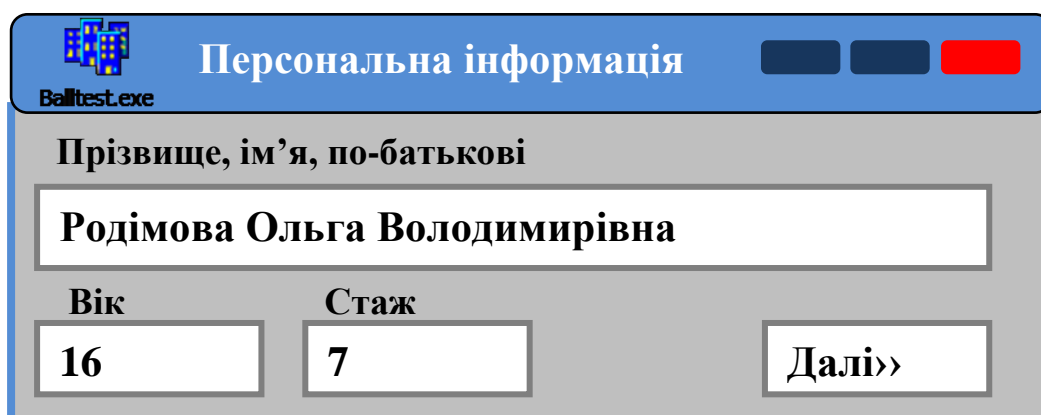 Персональна інформація
Balltest.exe
Прізвище, ім’я, по-батькові
Родімова Ольга Володимирівна
Вік Стаж
16 7 Далі››